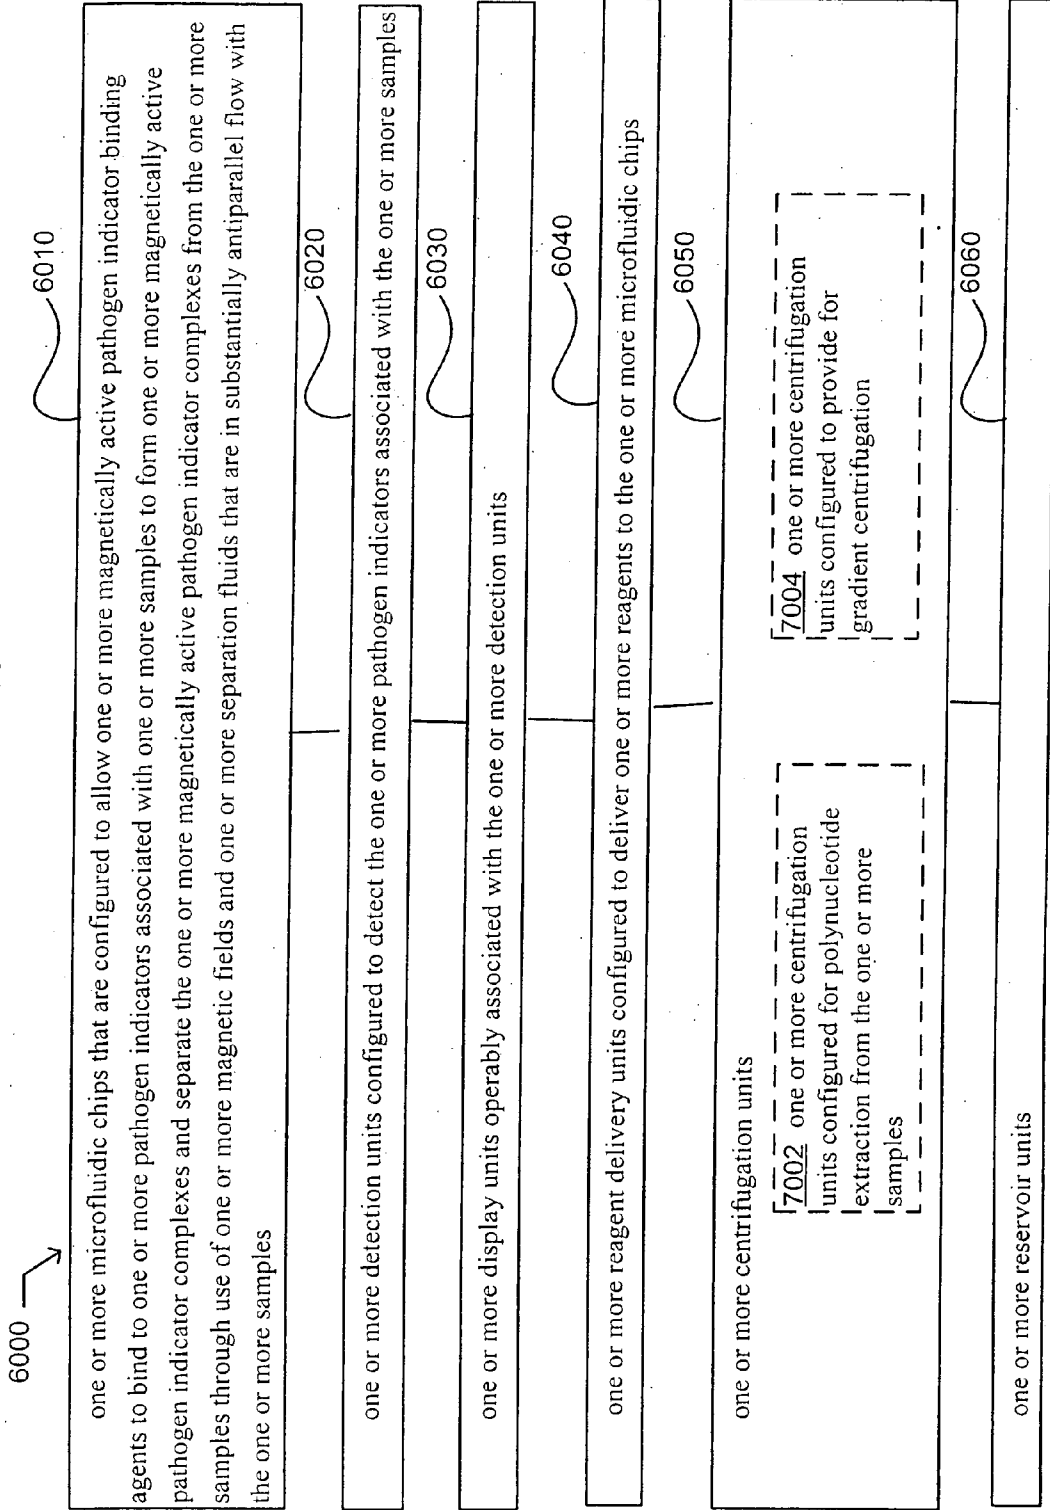 6000
6010
one or more microfluidic chips that are configured to allow one or more magnetically active pathogen indicator binding
agents to bind to one or more pathogen indicators associated with one or more samples to form one or more magnetically active
pathogen indicator complexes and separate the one or more magnetically active pathogen indicator complexes from the one or more
samples through use of one or more magnetic fields and one or more separation fluids that are in substantially antiparallel flow with
the one or more samples
6020
one or more detection units configured to detect the one or more pathogen indicators associated with the one or more samples
6030
one or more display units operably associated with the one or more detection units
6040
one or more reagent delivery units configured to deliver one or more reagents to the one or more microfluidic chips
6050
one or more centrifugation units
7002 one or more centrifugation
units configured for polynucleotide
extraction from the one or more
samples
7004 one or more centrifugation
units configured to provide for
gradient centrifugation
6060
one or more reservoir units